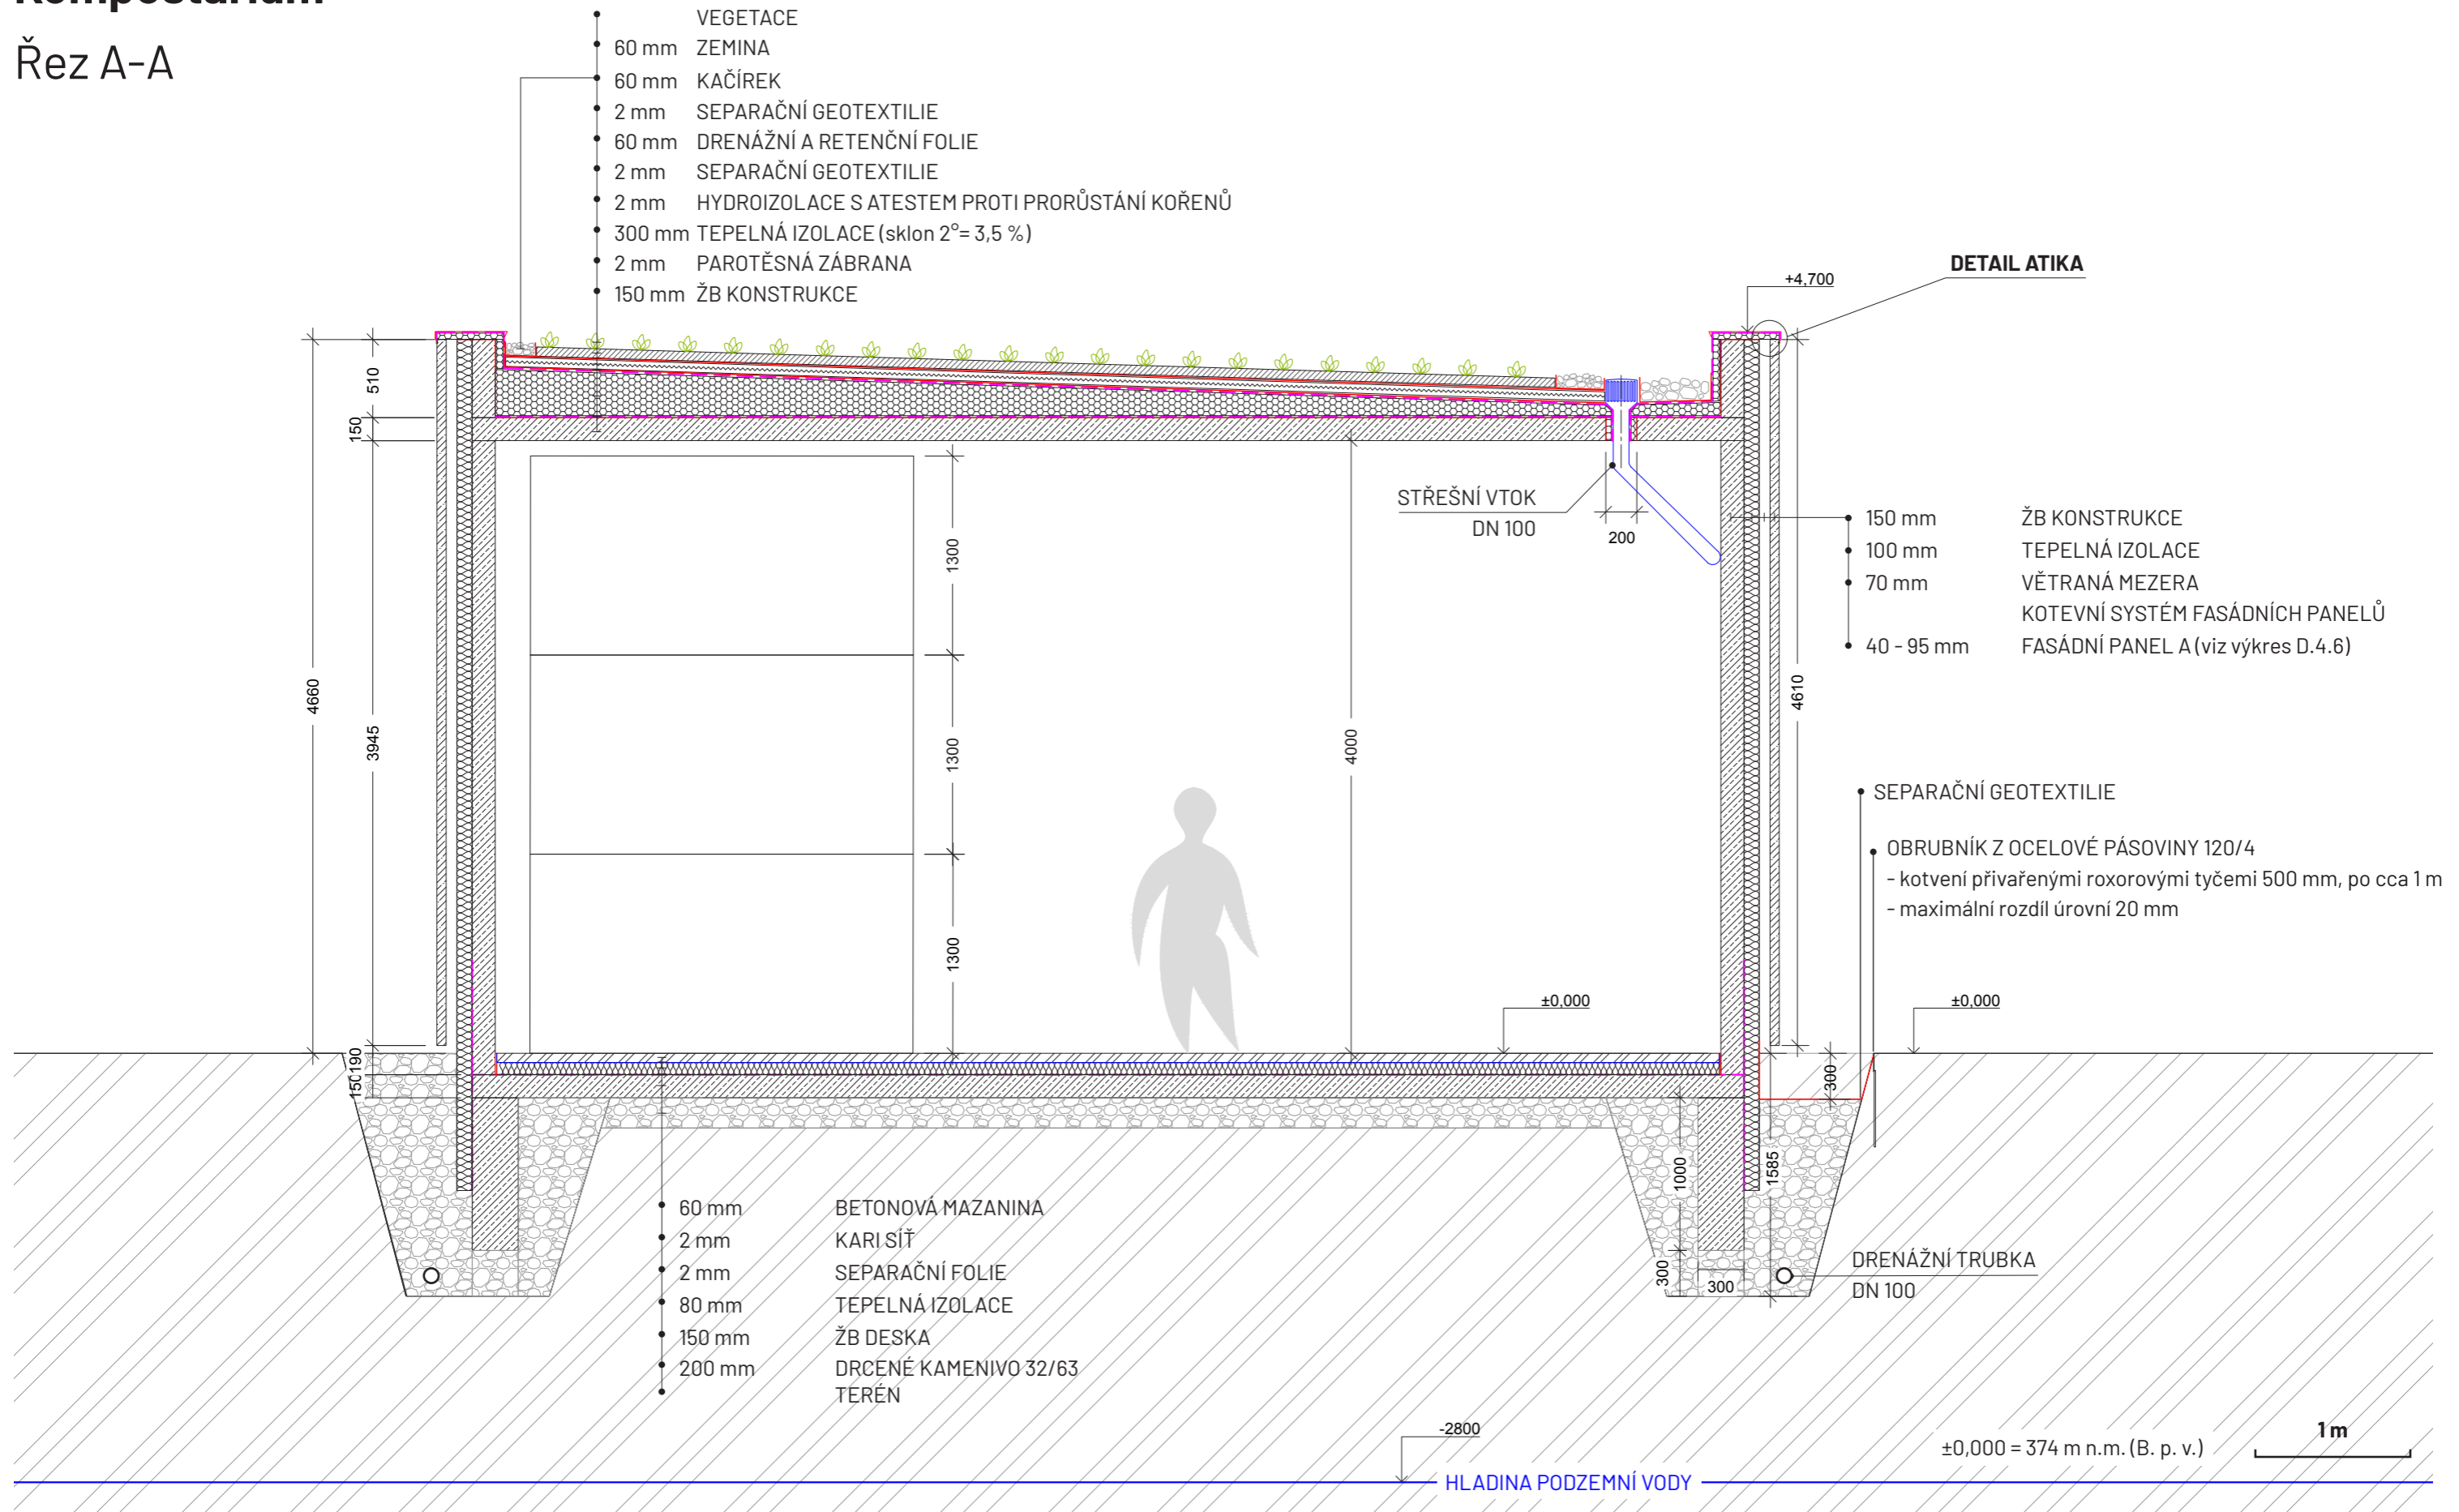 Kompostárium
Řez A-A
VEGETACE
60 mm ZEMINA
60 mm KAČÍREK
2 mm SEPARAČNÍ GEOTEXTILIE
60 mm DRENÁŽNÍ A RETENČNÍ FOLIE
2 mm SEPARAČNÍ GEOTEXTILIE
2 mm HYDROIZOLACE S ATESTEM PROTI PRORŮSTÁNÍ KOŘENŮ
300 mm TEPELNÁ IZOLACE (sklon 2°= 3,5 %)
2 mm PAROTĚSNÁ ZÁBRANA
150 mm ŽB KONSTRUKCE
DETAIL ATIKA
+4,700
510
150
4660
3945
190
150
1300
1300
1300
4000
STŘEŠNÍ VTOK
DN 100
200
150 mm ŽB KONSTRUKCE
100 mm TEPELNÁ IZOLACE
70 mm VĚTRANÁ MEZERA
KOTEVNÍ SYSTÉM FASÁDNÍCH PANELŮ
40 - 95 mm FASÁDNÍ PANEL A (viz výkres D.4.6)
4610
SEPARAČNÍ GEOTEXTILIE
OBRUBNÍK Z OCELOVÉ PÁSOVINY 120/4
- kotvení přivařenými roxorovými tyčemi 500 mm, po cca 1 m
- maximální rozdíl úrovní 20 mm
±0,000
±0,000
300
1000
1585
300
300
60 mm BETONOVÁ MAZANINA
2 mm KARI SÍŤ
2 mm SEPARAČNÍ FOLIE
80 mm TEPELNÁ IZOLACE
150 mm ŽB DESKA
200 mm DRCENÉ KAMENIVO 32/63
TERÉN
DRENÁŽNÍ TRUBKA
DN 100
-2800
HLADINA PODZEMNÍ VODY
±0,000 = 374 m n.m. (B. p. v.)
1 m